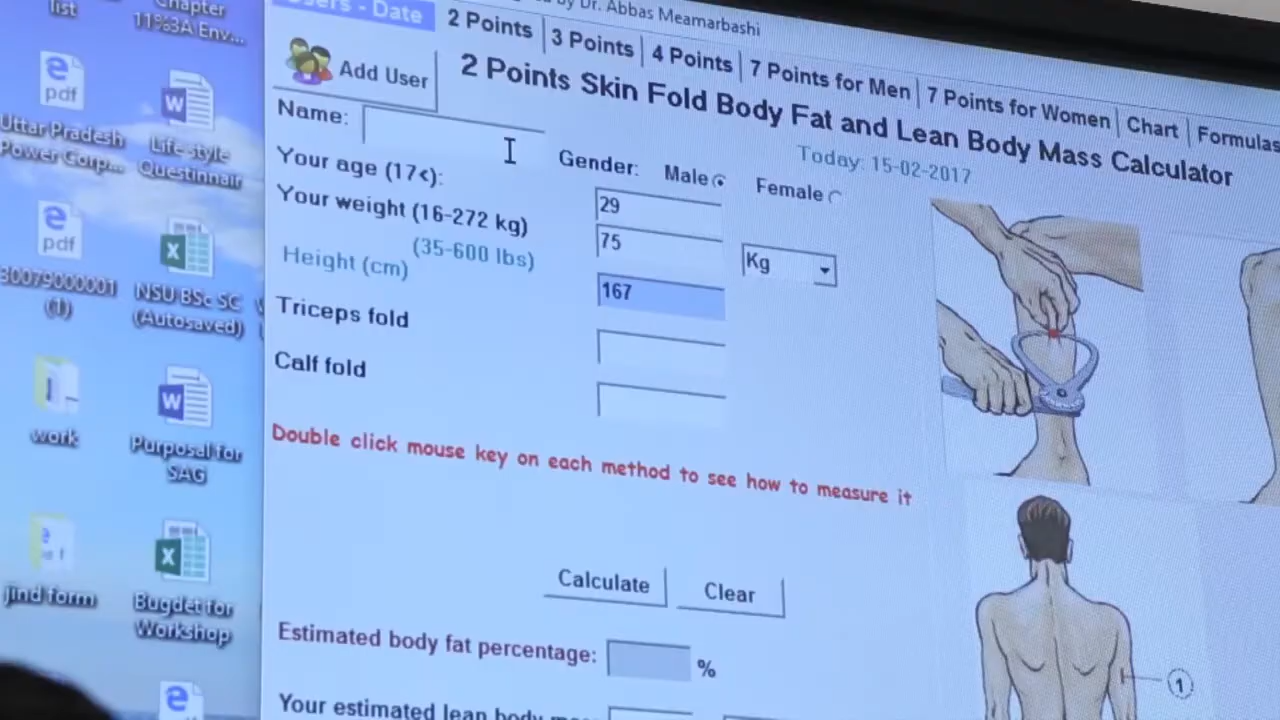 list
Chapter
11%3A Env...
pdf
Uttar Pradesh
Power Corp...
Life style
Questinnair
pdf
30079000001
(1)
NSU BSc SC
(Autosaved)
work
Purposal for
SAG
jind form
Bugdet for
Workshop
by Dr. Abbas Meamarbashi
Users - Date
2 Points
3 Points
4 Points
7 Points for Men
7 Points for Women
Chart
Formulas
Add User
2 Points Skin Fold Body Fat and Lean Body Mass Calculator
Today: 15-02-2017
Name:
Gender: Male Female
Your age (17<): 29
Your weight (16-272 kg) 75 Kg
(35-600 lbs)
Height (cm) 167
Triceps fold
Calf fold
Double click mouse key on each method to see how to measure it
Calculate Clear
Estimated body fat percentage: %
Your estimated lean body
1